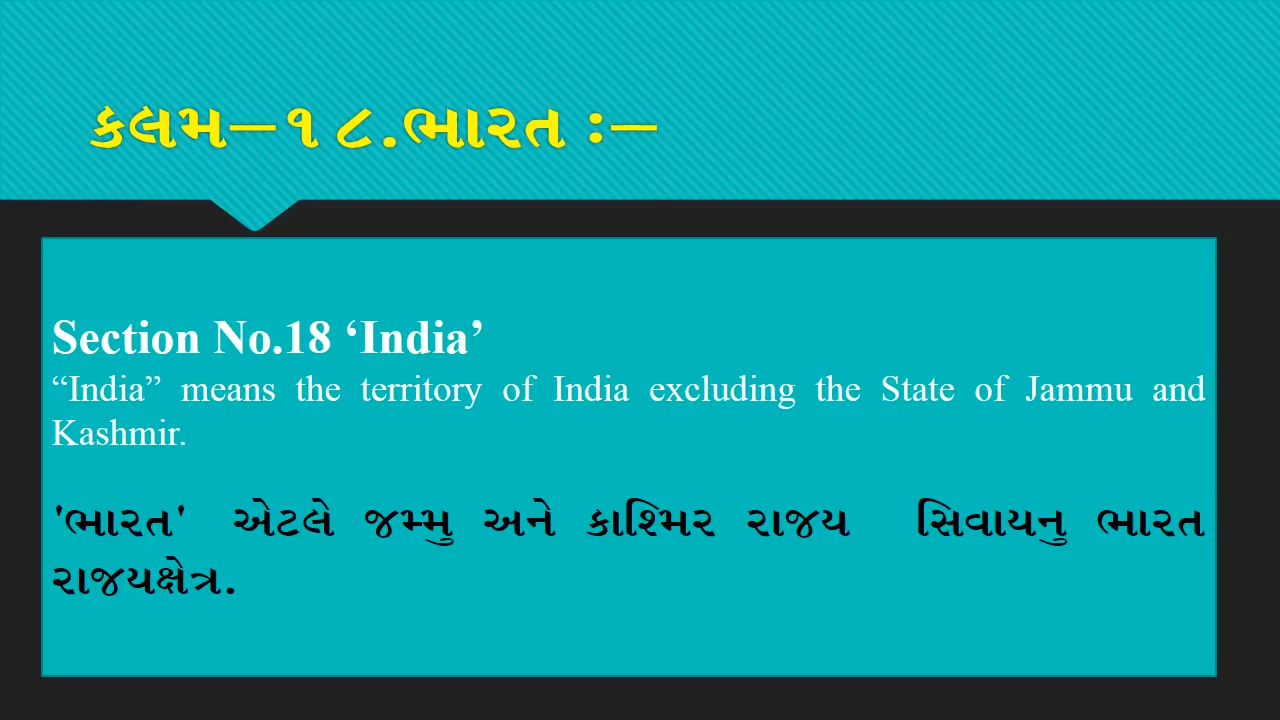 કલમ–૧૮.ભારત :–
Section No.18 ‘India’
“India” means the territory of India excluding the State of Jammu and
Kashmir.
'ભારત' એટલે જમ્મુ અને કાશ્મિર રાજય સિવાયનુ ભારત
રાજયક્ષેત્ર.